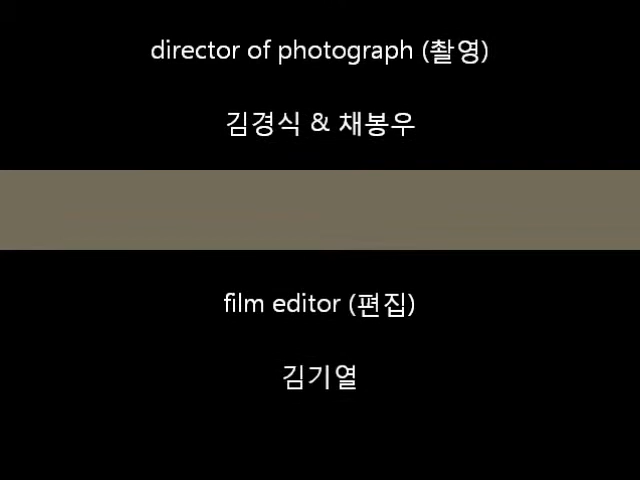 director of photograph (촬영)
김경식 & 채봉우
film editor (편집)
김기열